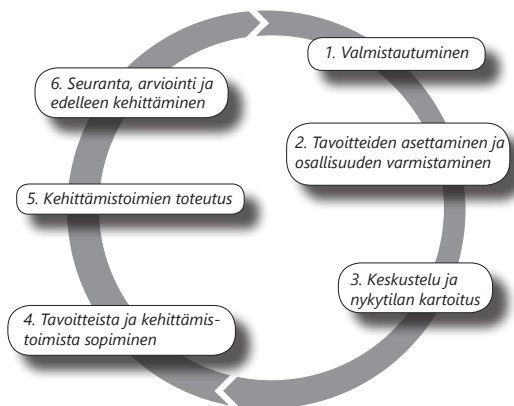 1. Valmistautuminen
2. Tavoitteiden asettaminen ja
osallisuuden varmistaminen
3. Keskustelu ja
nykytilan kartoitus
4. Tavoitteista ja kehittämis-
toimista sopiminen
5. Kehittämistoimien toteutus
6. Seuranta, arviointi ja
edelleen kehittäminen